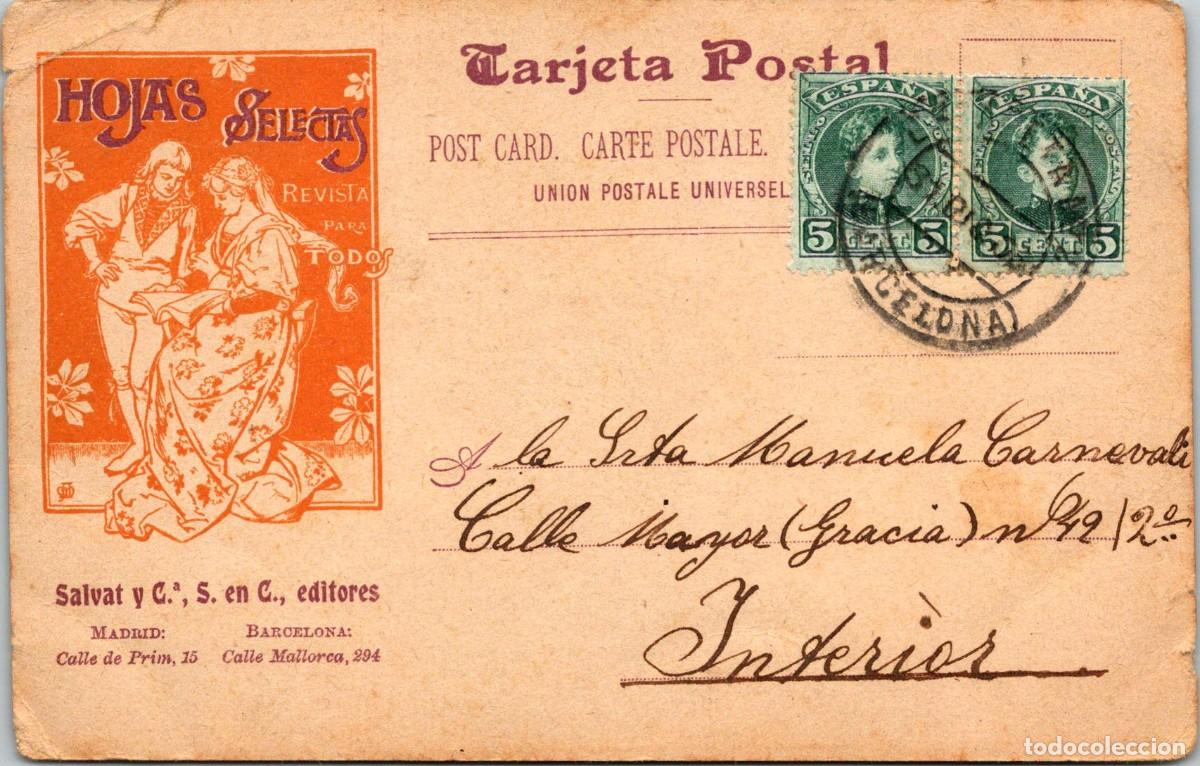 HOJAS
SELECTAS
REVISTA
PARA
TODOS
Salvat y C.ª, S. en C., editores
MADRID: BARCELONA:
Calle de Prim, 15 Calle Mallorca, 294
Tarjeta Postal
POST CARD. CARTE POSTALE.
UNION POSTALE UNIVERSEL
ESPAÑA
5 CENT. 5
ESPAÑA
5 CENT. 5
(BARCELONA)
A la Srta Manuela Carnevali
Calle Mayor (Gracia) nº 49/2º
Interiòr
todocoleccion